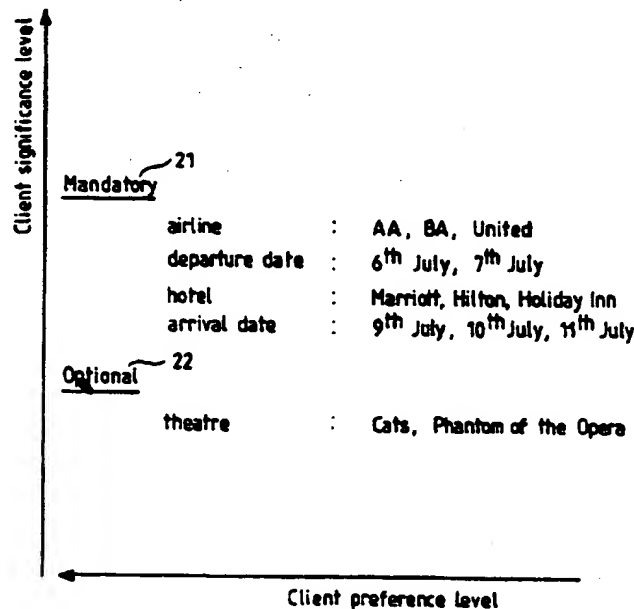 Client significance level
21
Mandatory
airline : AA, BA, United
departure date : 6th July, 7th July
hotel : Marriott, Hilton, Holiday Inn
arrival date : 9th July, 10th July, 11th July
22
Optional
theatre : Cats, Phantom of the Opera
Client preference level